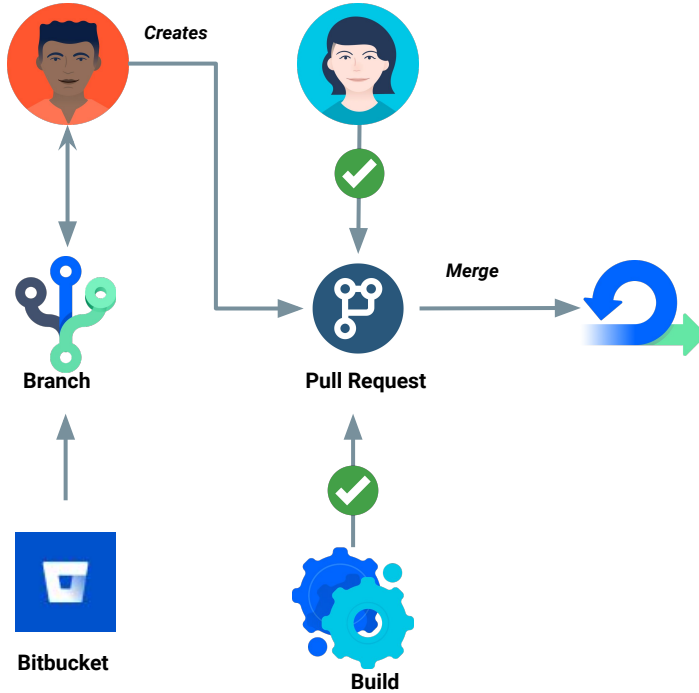 Creates
Merge
Branch
Pull Request
Bitbucket
Build